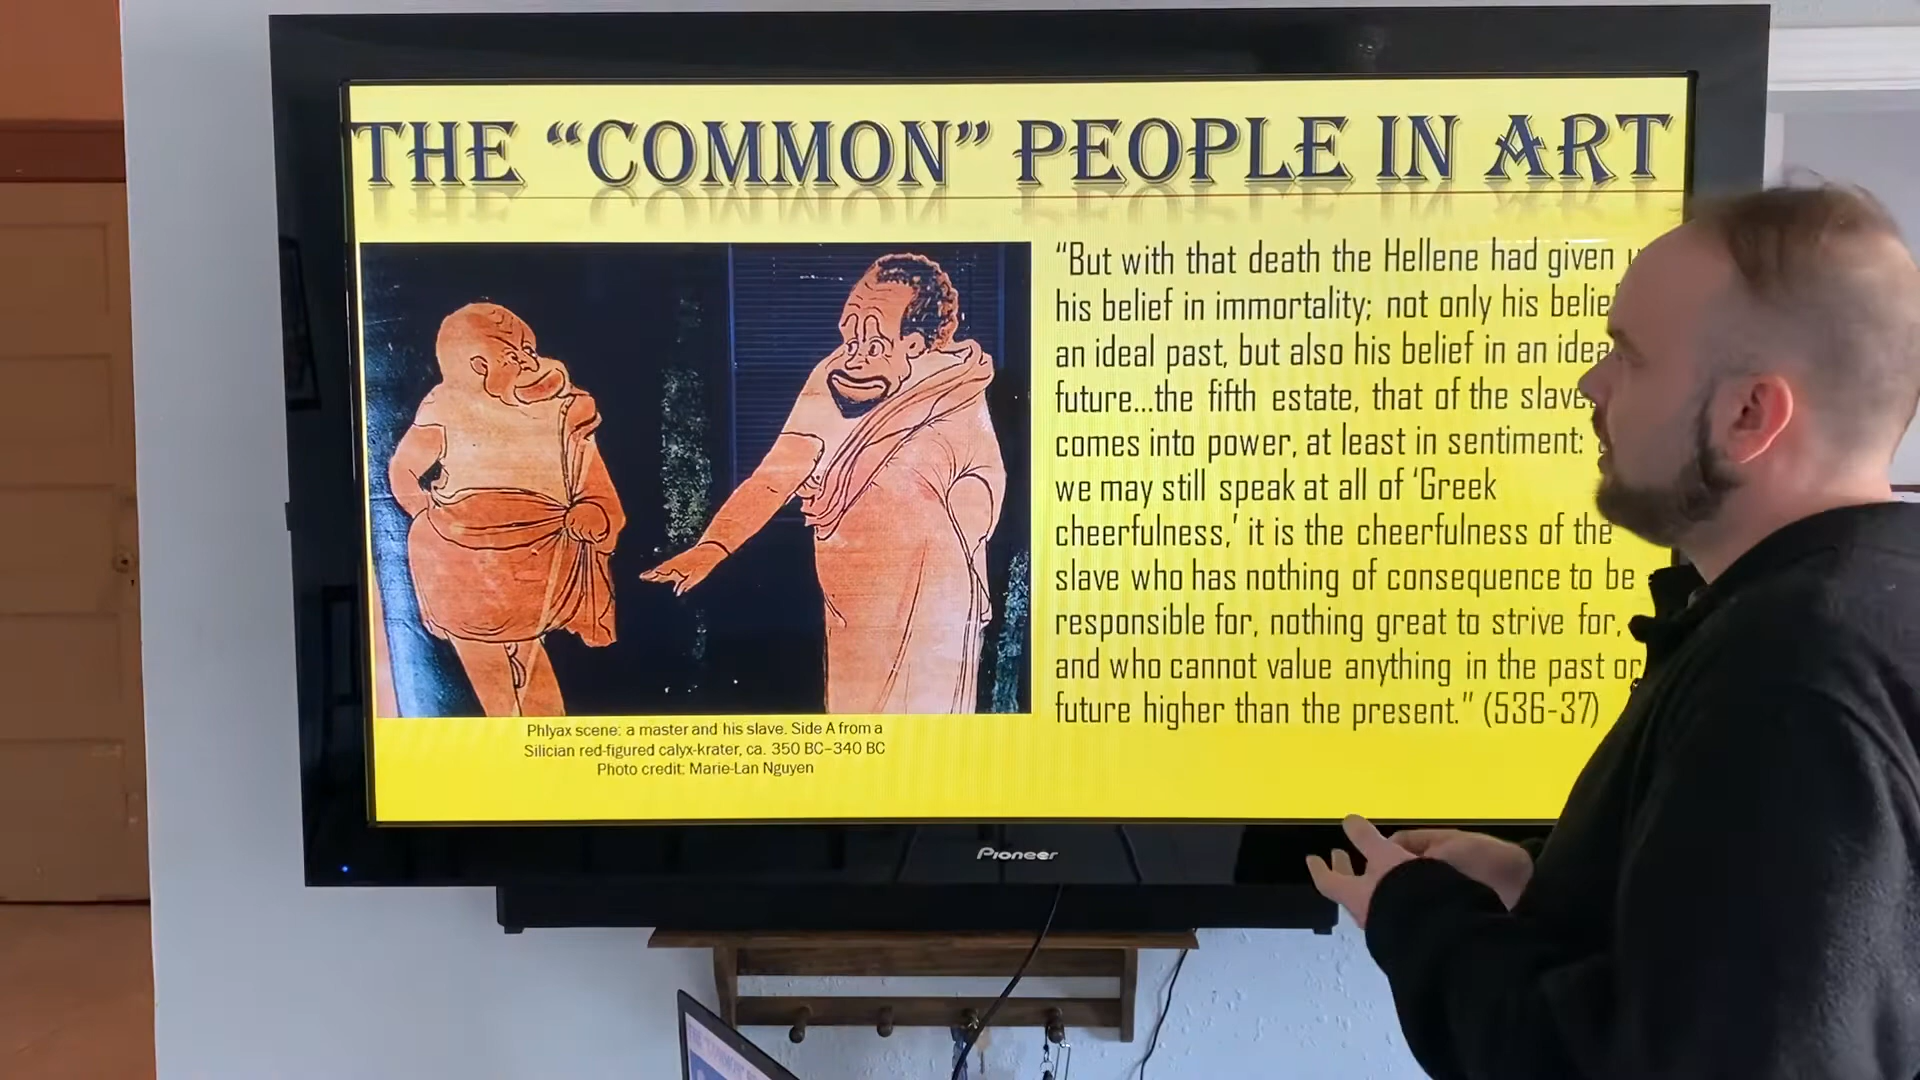 THE “COMMON” PEOPLE IN ART
“But with that death the Hellene had given
his belief in immortality; not only his
an ideal past, but also his belief in an
future...the fifth estate, that of the
comes into power, at least in sentiment:
we may still speak at all of ‘Greek
cheerfulness,’ it is the cheerfulness of the
slave who has nothing of consequence to be
responsible for, nothing great to strive for,
and who cannot value anything in the past or
future higher than the present.” (536-37)
Phlyax scene: a master and his slave. Side A from a
Silician red-figured calyx-krater, ca. 350 BC–340 BC
Photo credit: Marie-Lan Nguyen
Pioneer